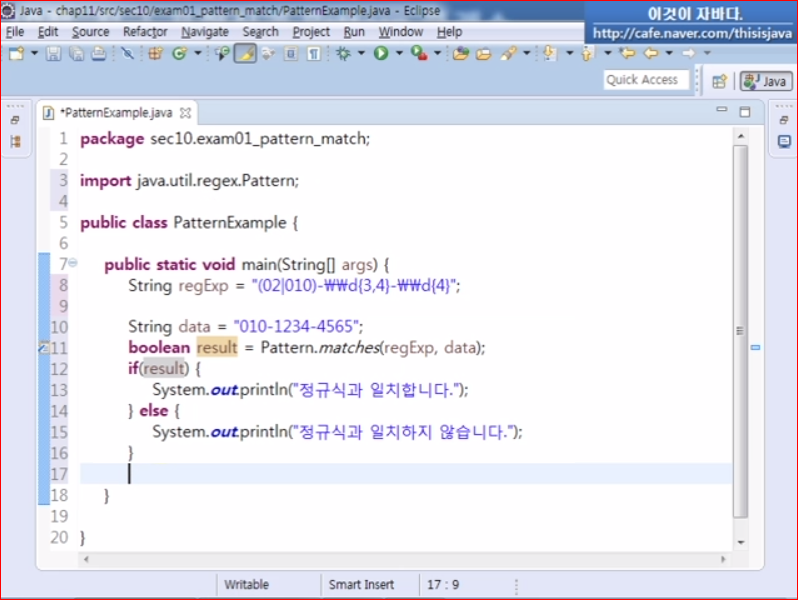 Java - chap11/src/sec10/exam01_pattern_match/PatternExample.java - Eclipse
이것이 자바다.
http://cafe.naver.com/thisisjava
File Edit Source Refactor Navigate Search Project Run Window Help
Quick Access
Java
*PatternExample.java
1 package sec10.exam01_pattern_match;
2
3 import java.util.regex.Pattern;
4
5 public class PatternExample {
6
7 public static void main(String[] args) {
8 String regExp = "(02|010)-₩₩d{3,4}-₩₩d{4}";
9
10 String data = "010-1234-4565";
11 boolean result = Pattern.matches(regExp, data);
12 if(result) {
13 System.out.println("정규식과 일치합니다.");
14 } else {
15 System.out.println("정규식과 일치하지 않습니다.");
16 }
17
18 }
19
20 }
Writable Smart Insert 17 : 9